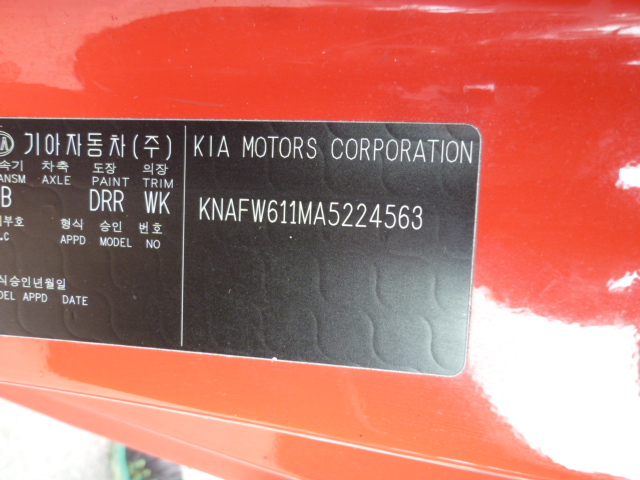 기아자동차(주)
속기 차축 도장 의장
ANSM AXLE PAINT TRIM
B DRR WK
부호 형식 승인 번호
.C APPD MODEL NO
식승인년월일
DEL APPD DATE
KIA MOTORS CORPORATION
KNAFW611MA5224563